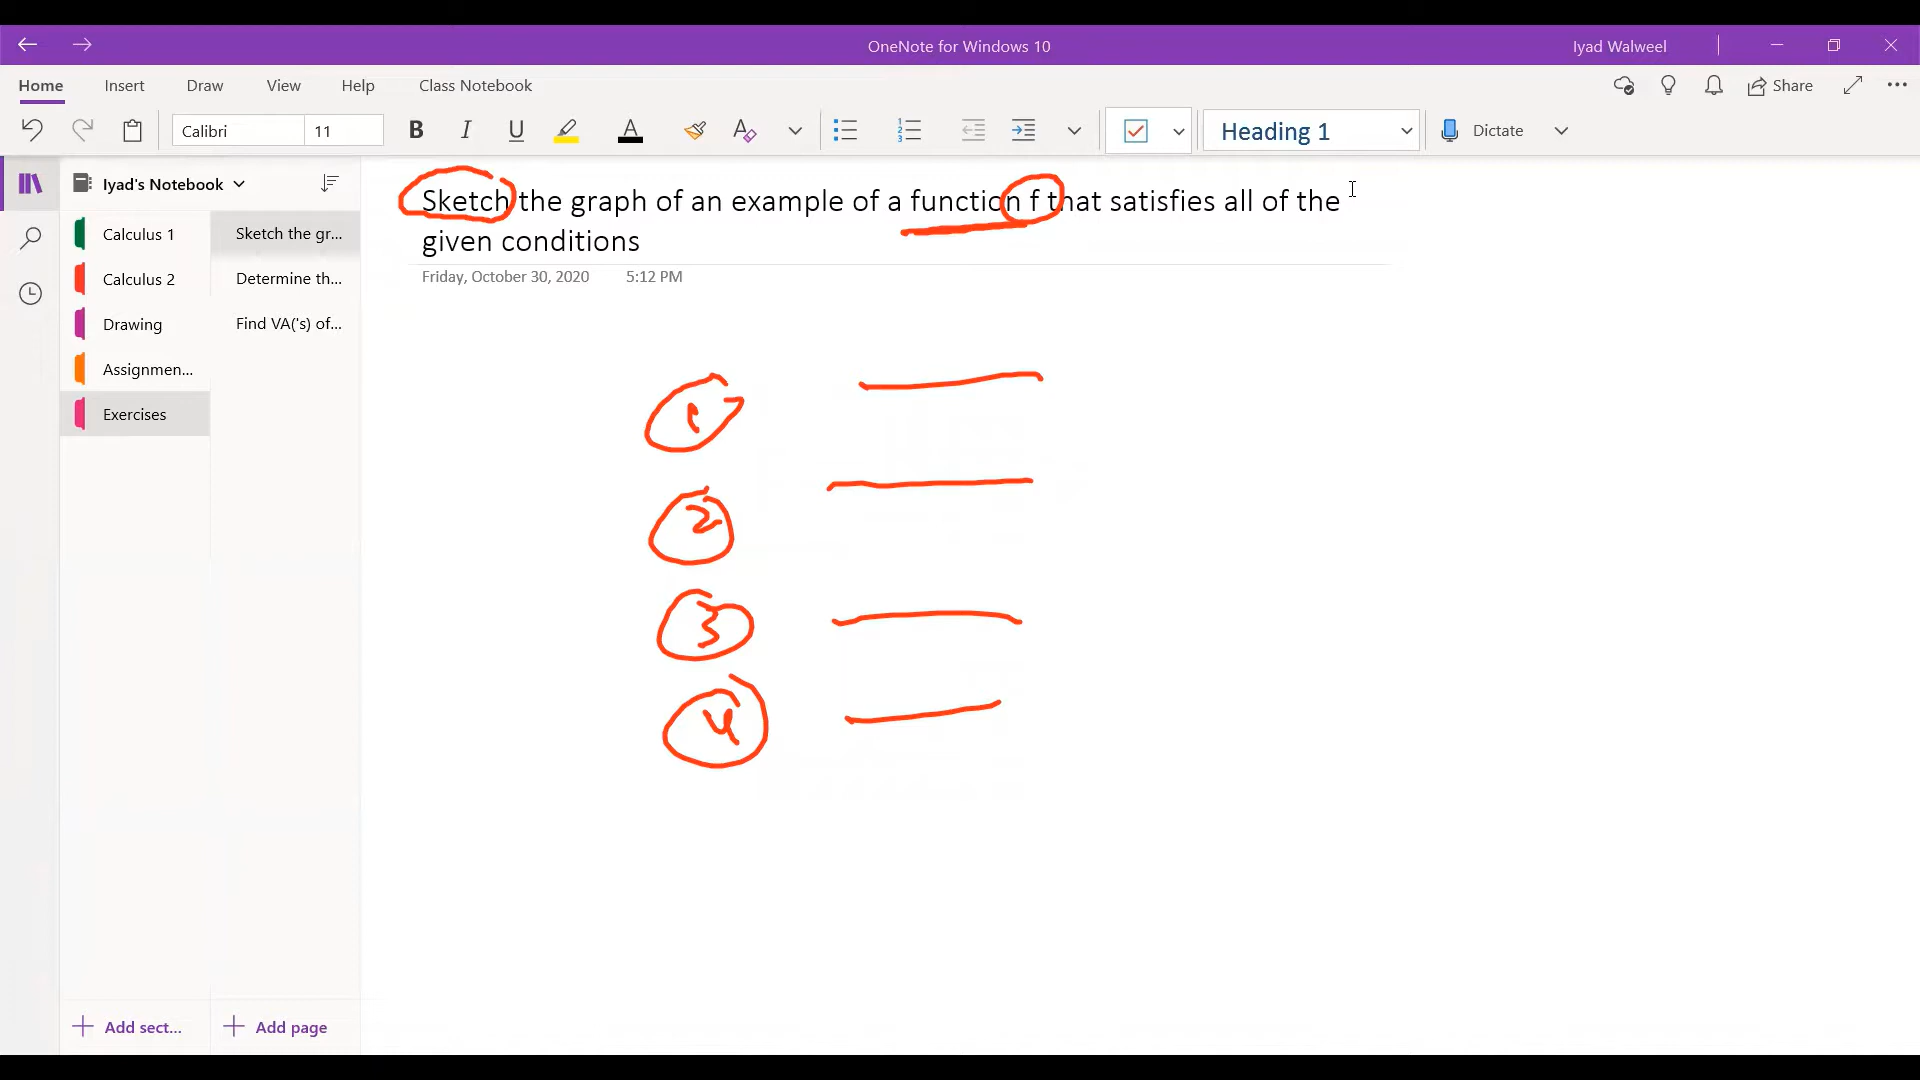 OneNote for Windows 10
Iyad Walweel
Home Insert Draw View Help Class Notebook
Share
Calibri 11
B I U A A
Heading 1
Dictate
Iyad's Notebook
Calculus 1
Calculus 2
Drawing
Assignmen...
Exercises
Sketch the gr...
Determine th...
Find VA('s) of...
Sketch the graph of an example of a function f that satisfies all of the
given conditions
Friday, October 30, 2020 5:12 PM
1
2
3
4
Add sect...
Add page